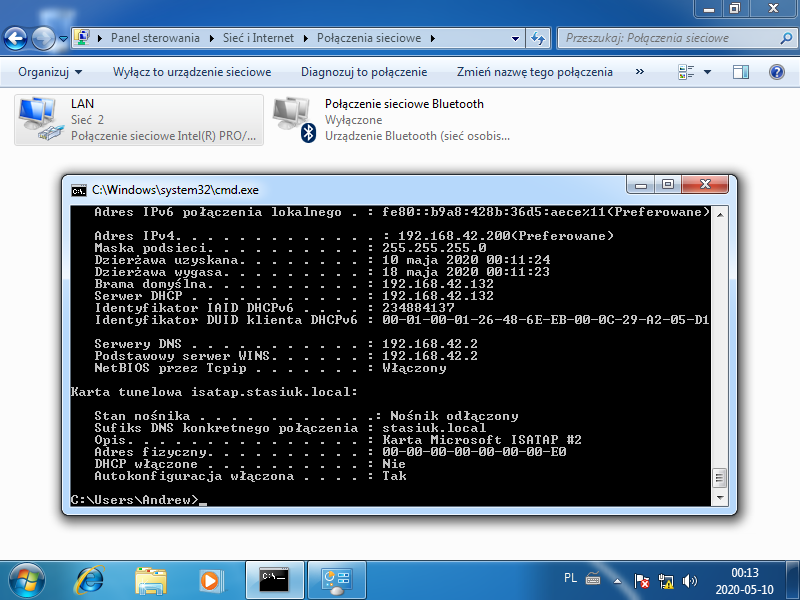 Panel sterowania
Sieć i Internet
Połączenia sieciowe
Przeszukaj: Połączenia sieciowe
Organizuj
Wyłącz to urządzenie sieciowe
Diagnozuj to połączenie
Zmień nazwę tego połączenia
»
LAN
Sieć 2
Połączenie sieciowe Intel(R) PRO/...
Połączenie sieciowe Bluetooth
Wyłączone
Urządzenie Bluetooth (sieć osobis...
C:\Windows\system32\cmd.exe
Adres IPv6 połączenia lokalnego . : fe80::b9a8:428b:36d5:aece%11(Preferowane)
Adres IPv4. . . . . . . . . . . . . : 192.168.42.200(Preferowane)
Maska podsieci. . . . . . . . . . : 255.255.255.0
Dzierżawa uzyskana. . . . . . . . : 10 maja 2020 00:11:24
Dzierżawa wygasa. . . . . . . . . : 18 maja 2020 00:11:23
Brama domyślna. . . . . . . . . . : 192.168.42.132
Serwer DHCP . . . . . . . . . . . : 192.168.42.132
Identyfikator IAID DHCPv6 . . . . : 234884137
Identyfikator DUID klienta DHCPv6 : 00-01-00-01-26-48-6E-EB-00-0C-29-A2-05-D1
Serwery DNS . . . . . . . . . . . : 192.168.42.2
Podstawowy serwer WINS. . . . . . : 192.168.42.2
NetBIOS przez Tcpip . . . . . . . : Włączony
Karta tunelowa isatap.stasiuk.local:
Stan nośnika . . . . . . . . . . .: Nośnik odłączony
Sufiks DNS konkretnego połączenia : stasiuk.local
Opis. . . . . . . . . . . . . . . : Karta Microsoft ISATAP #2
Adres fizyczny. . . . . . . . . . : 00-00-00-00-00-00-00-E0
DHCP włączone . . . . . . . . . . : Nie
Autokonfiguracja włączona . . . . : Tak
C:\Users\Andrew>_
PL
00:13
2020-05-10